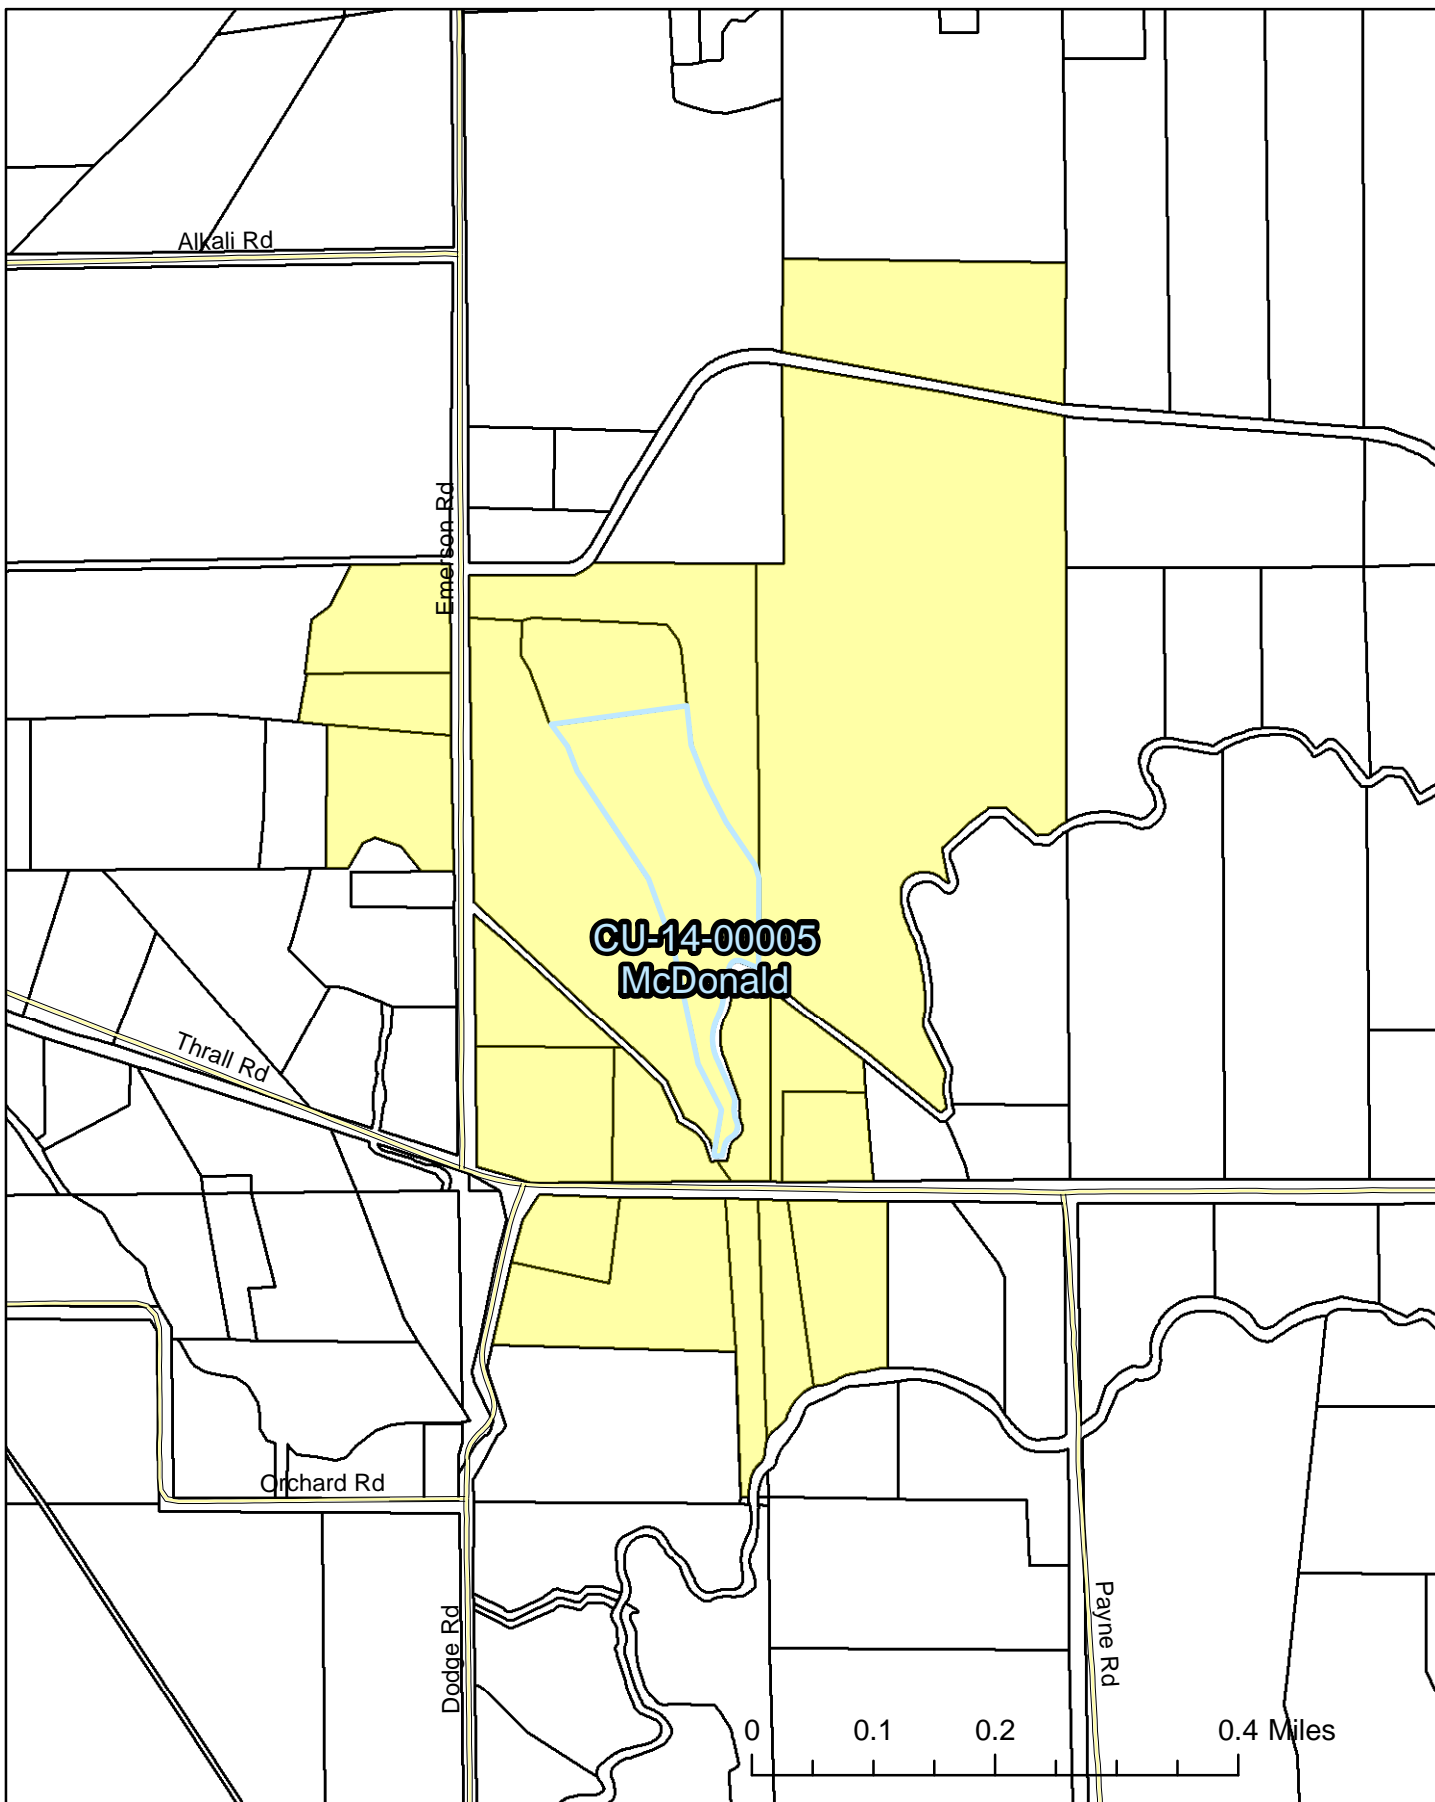 Alkali Rd
Emerson Rd
CU-14-00005
McDonald
Thrall Rd
Orchard Rd
Dodge Rd
Payne Rd
0 0.1 0.2 0.4 Miles